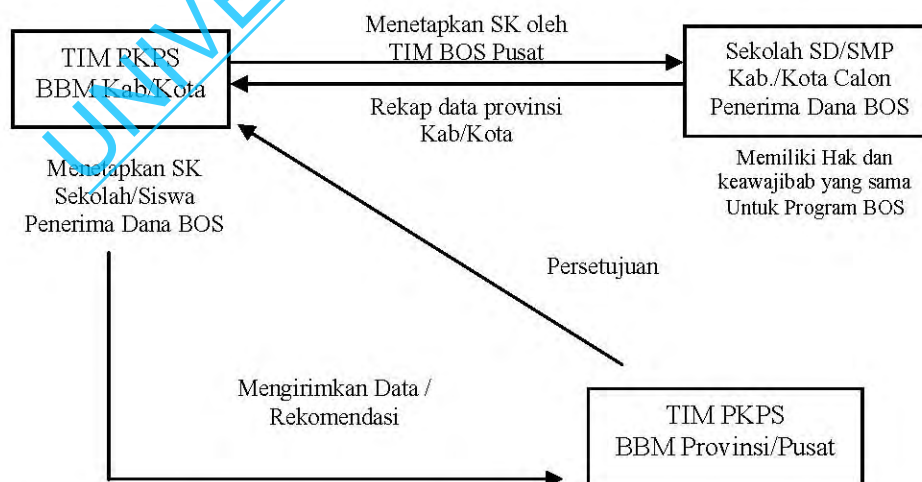 TIM PKPS
BBM Kab/Kota
Menetapkan SK oleh
TIM BOS Pusat
Rekap data provinsi
Kab/Kota
Sekolah SD/SMP
Kab./Kota Calon
Penerima Dana BOS
Menetapkan SK
Sekolah/Siswa
Penerima Dana BOS
Memiliki Hak dan
keawajibab yang sama
Untuk Program BOS
Persetujuan
Mengirimkan Data /
Rekomendasi
TIM PKPS
BBM Provinsi/Pusat
UNIVE